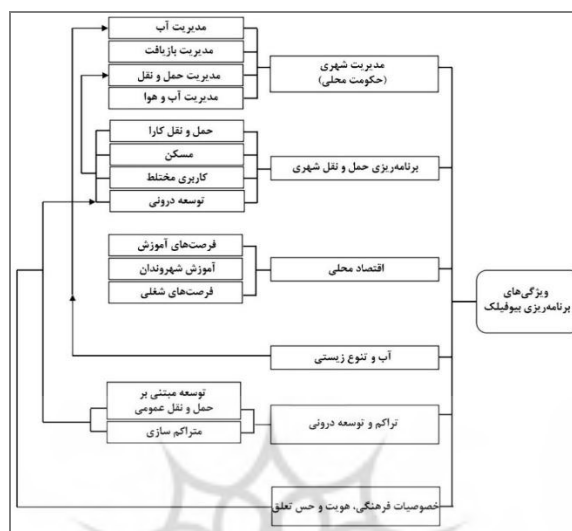 ویژگی‌های
برنامه‌ریزی بیوفیلیک
مدیریت شهری
(حکومت محلی)
مدیریت آب
مدیریت بازیافت
مدیریت حمل و نقل
مدیریت آب و هوا
برنامه‌ریزی حمل و نقل شهری
حمل و نقل کارا
مسکن
کاربری مختلط
توسعه درونی
اقتصاد محلی
فرصت‌های آموزش
آموزش شهروندان
فرصت‌های شغلی
آب و تنوع زیستی
تراکم و توسعه درونی
توسعه مبتنی بر
حمل و نقل عمومی
متراکم سازی
خصوصیات فرهنگی، هویت و حس تعلق